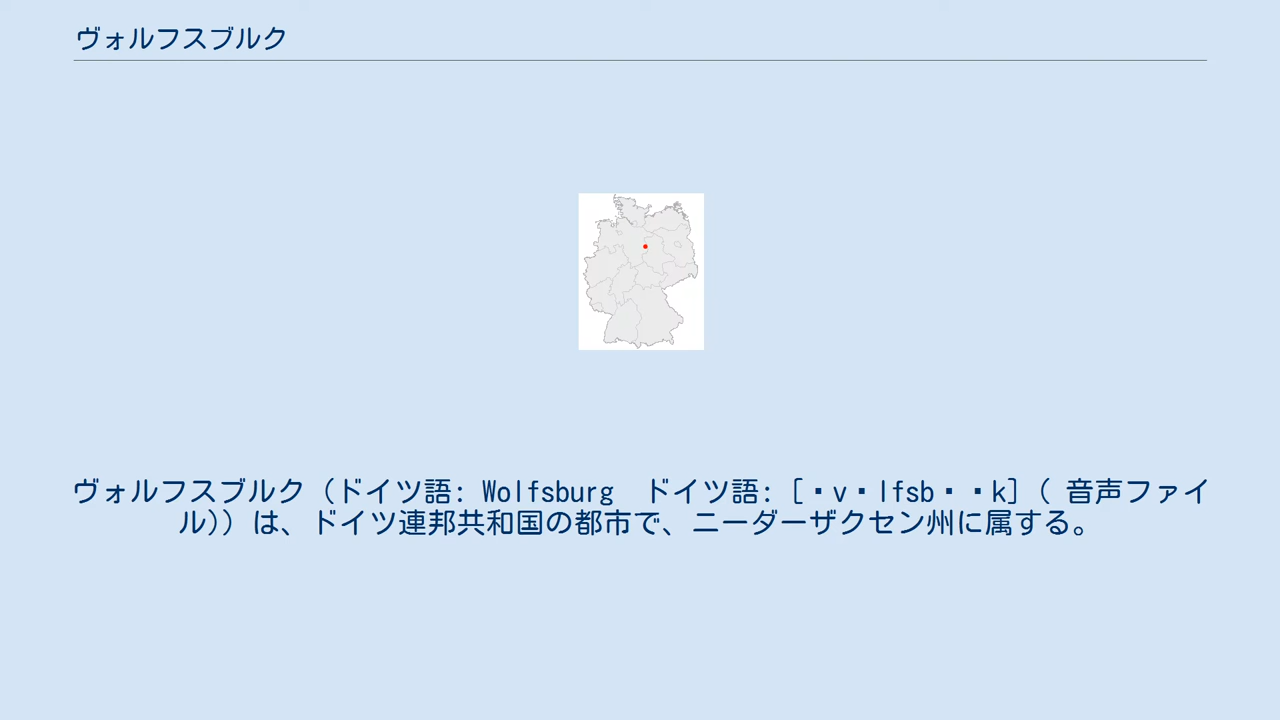 ヴォルフスブルク
ヴォルフスブルク（ドイツ語: Wolfsburg　ドイツ語: [・v・lfsb・・k] ( 音声ファイ
ル)）は、ドイツ連邦共和国の都市で、ニーダーザクセン州に属する。